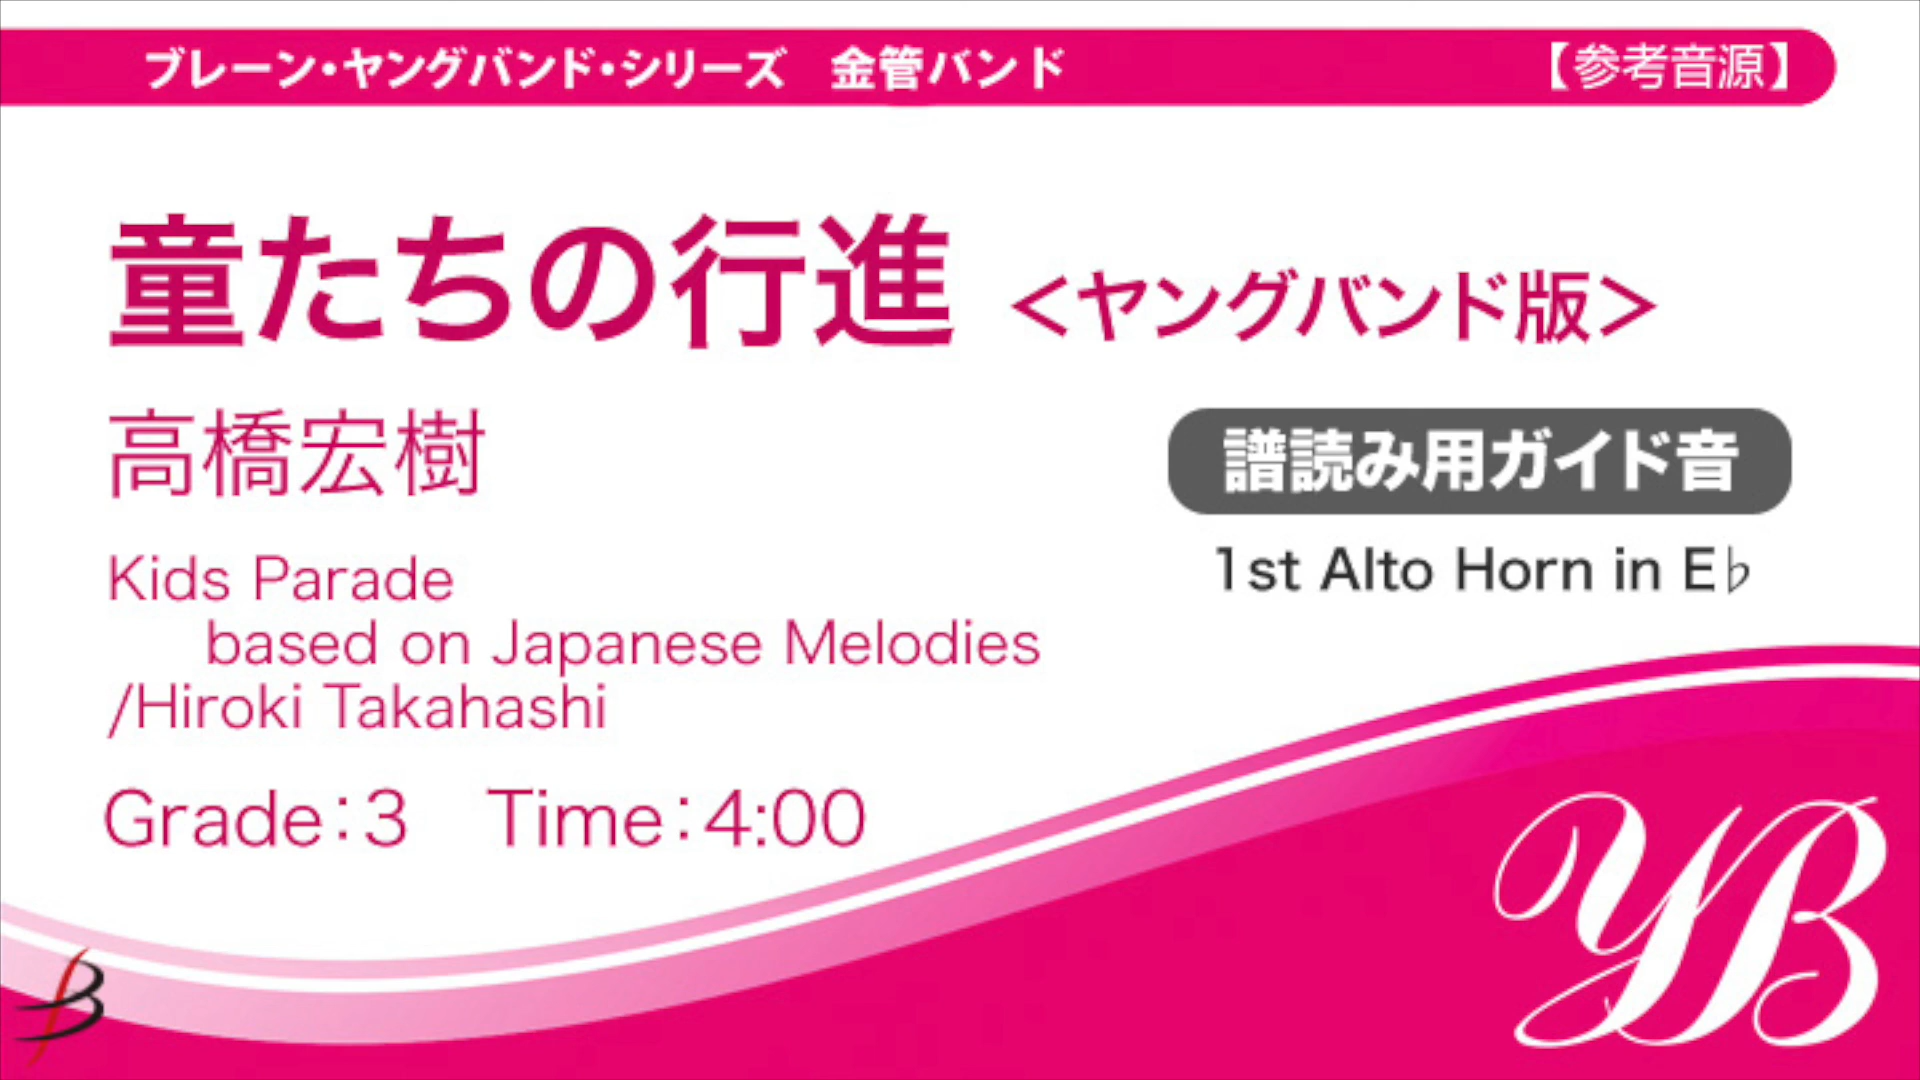 ブレーン・ヤングバンド・シリーズ　金管バンド
【参考音源】
童たちの行進 ＜ヤングバンド版＞
高橋宏樹
譜読み用ガイド音
1st Alto Horn in E♭
Kids Parade
based on Japanese Melodies
/Hiroki Takahashi
Grade：3　Time：4:00
YB
B